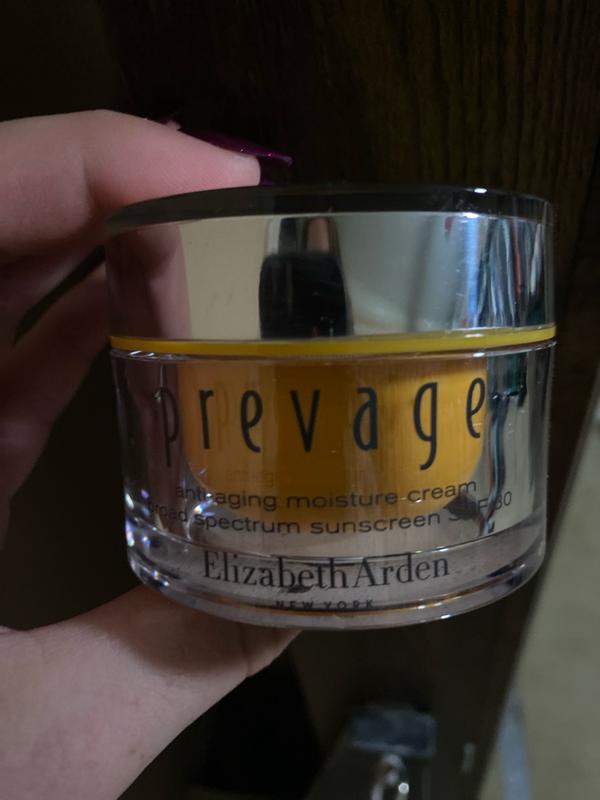 prevage
anti-aging moisture cream
broad spectrum sunscreen SPF 30
Elizabeth Arden
NEW YORK